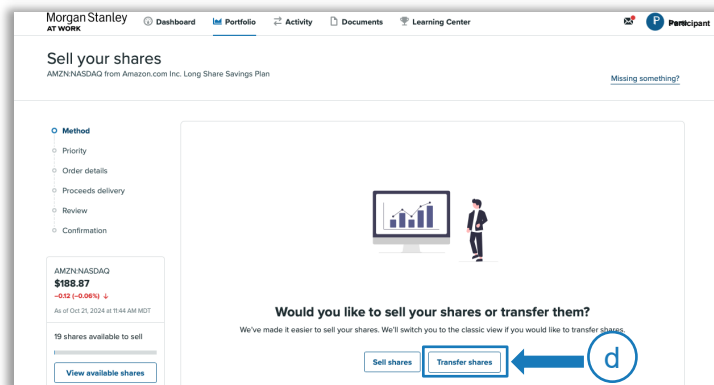 Morgan Stanley
AT WORK
Dashboard
Portfolio
Activity
Documents
Learning Center
P
Participant
Sell your shares
AMZN:NASDAQ from Amazon.com Inc. Long Share Savings Plan
Missing something?
Method
Priority
Order details
Proceeds delivery
Review
Confirmation
AMZN:NASDAQ
$188.87
-0.12 (-0.06%) ↓
As of Oct 21, 2024 at 11:44 AM MDT
19 shares available to sell
View available shares
Would you like to sell your shares or transfer them?
We've made it easier to sell your shares. We'll switch you to the classic view if you would like to transfer shares.
Sell shares
Transfer shares
d